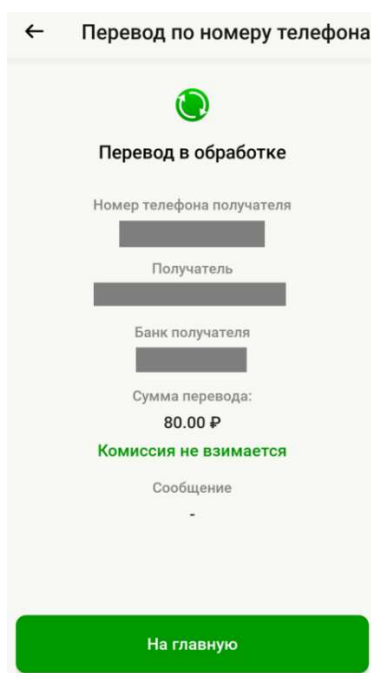 Перевод по номеру телефона
Перевод в обработке
Номер телефона получателя
Получатель
Банк получателя
Сумма перевода:
80.00 ₽
Комиссия не взимается
Сообщение
-
На главную